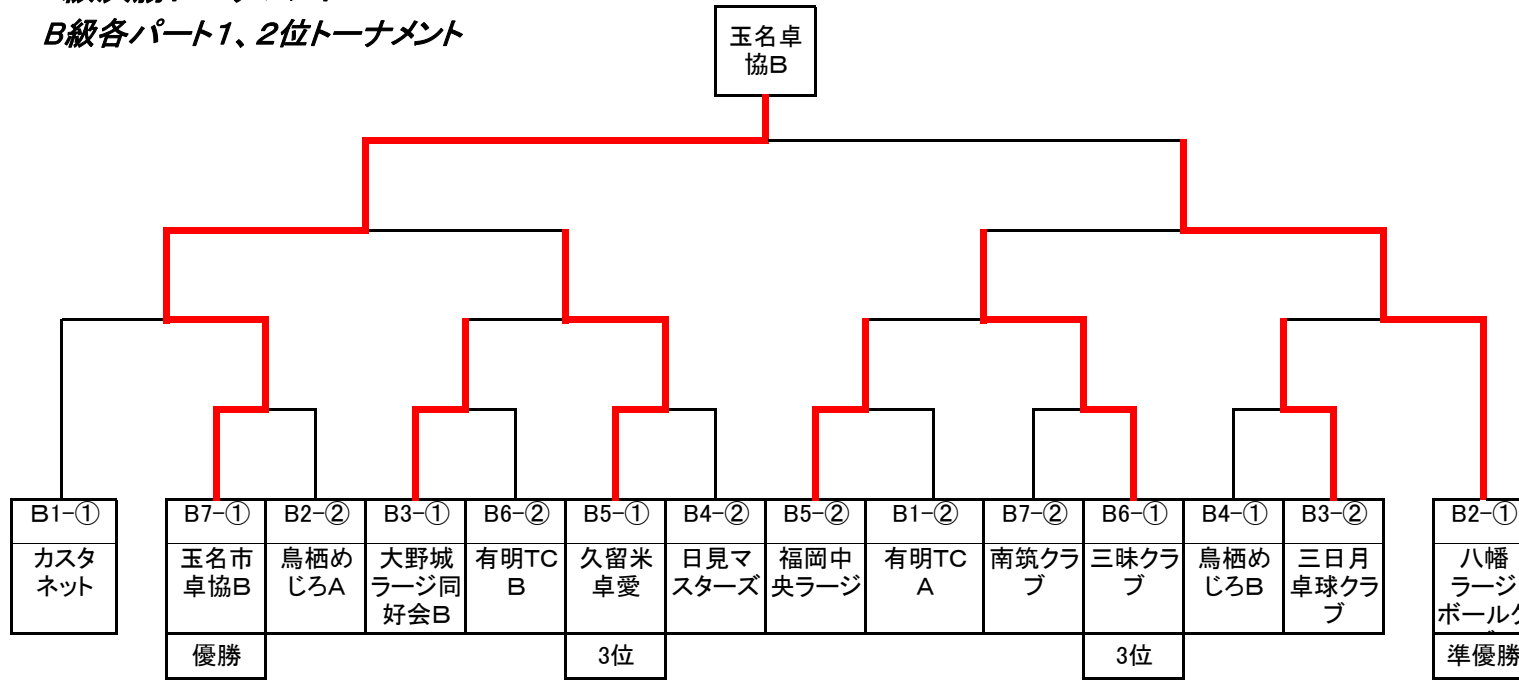 B級各パート1、2位トーナメント
玉名卓
協B
B1-①
カスタ
ネット
B7-①
玉名市
卓協B
優勝
B2-②
鳥栖め
じろA
B3-①
大野城
ラージ同
好会B
B6-②
有明TC
B
B5-①
久留米
卓愛
3位
B4-②
日見マ
スターズ
B5-②
福岡中
央ラージ
B1-②
有明TC
A
B7-②
南筑クラ
ブ
B6-①
三昧クラ
ブ
3位
B4-①
鳥栖め
じろB
B3-②
三日月
卓球クラ
ブ
B2-①
八幡
ラージ
ボールク
準優勝